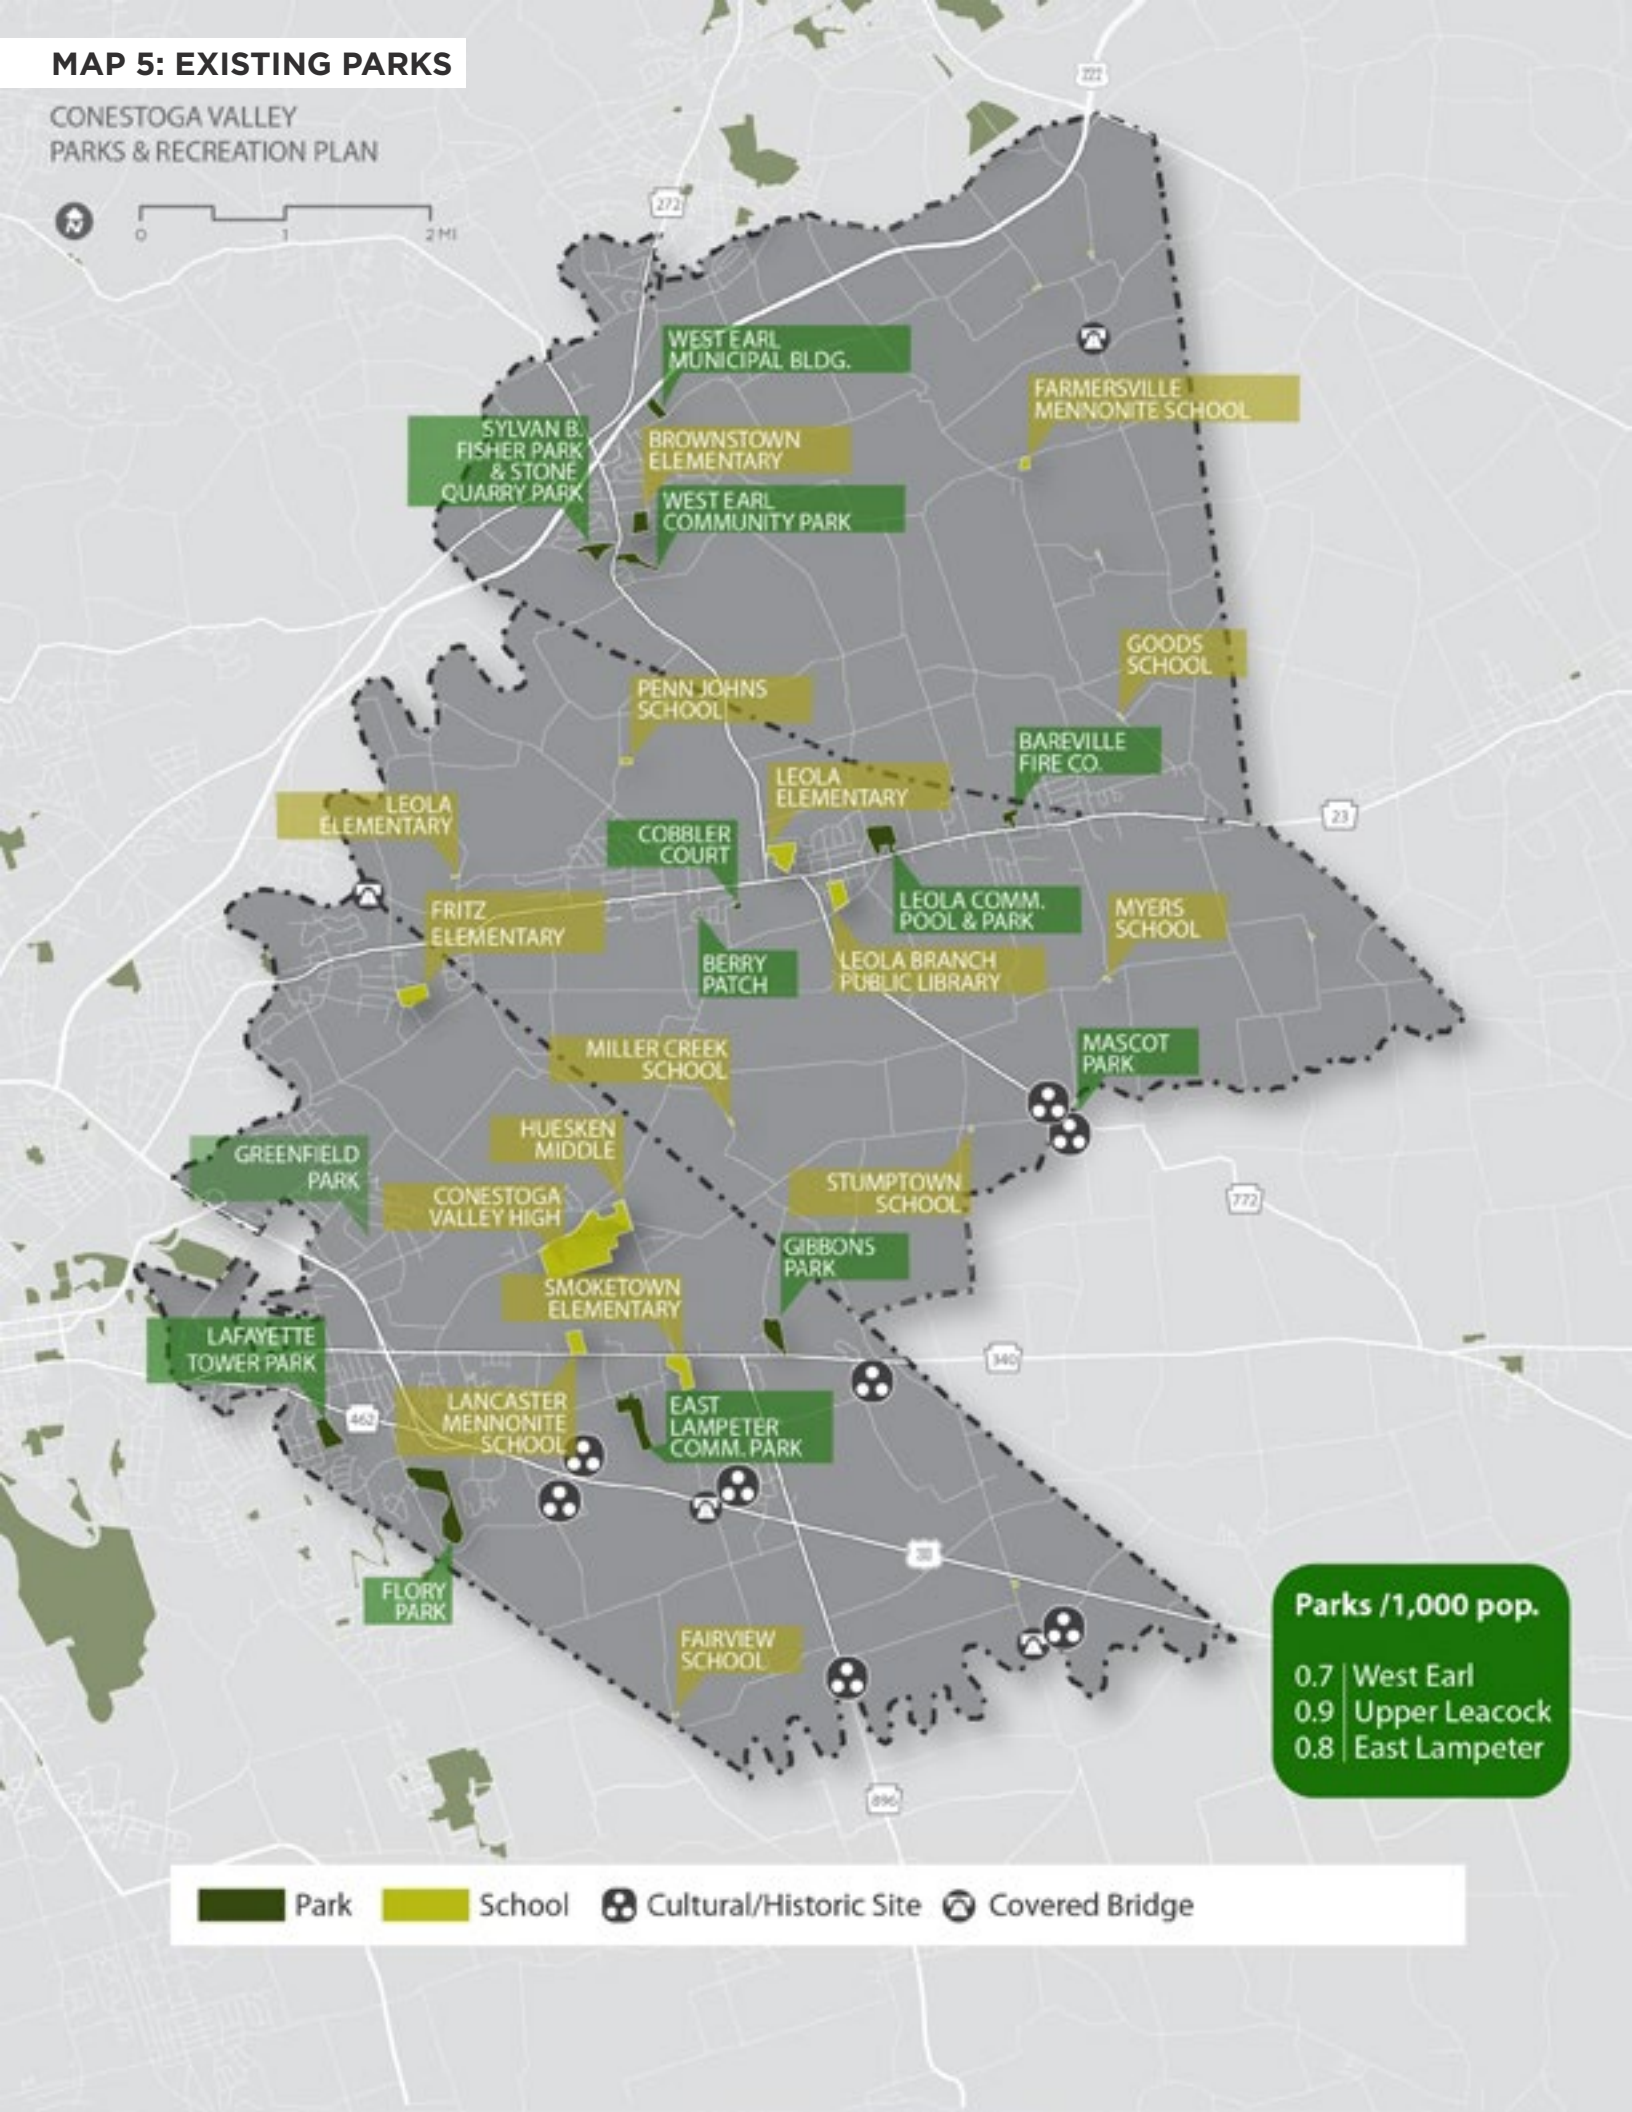 MAP 5: EXISTING PARKS
CONESTOGA VALLEY
PARKS & RECREATION PLAN
0
1
2 MI
222
272
WEST EARL
MUNICIPAL BLDG.
FARMERSVILLE
MENNONITE SCHOOL
SYLVAN B.
FISHER PARK
& STONE
QUARRY PARK
BROWNSTOWN
ELEMENTARY
WEST EARL
COMMUNITY PARK
GOODS
SCHOOL
PENN JOHNS
SCHOOL
BAREVILLE
FIRE CO.
LEOLA
ELEMENTARY
LEOLA
ELEMENTARY
23
COBBLER
COURT
LEOLA COMM.
POOL & PARK
FRITZ
ELEMENTARY
MYERS
SCHOOL
BERRY
PATCH
LEOLA BRANCH
PUBLIC LIBRARY
MILLER CREEK
SCHOOL
MASCOT
PARK
HUESKEN
MIDDLE
GREENFIELD
PARK
CONESTOGA
VALLEY HIGH
STUMPTOWN
SCHOOL
772
GIBBONS
PARK
SMOKETOWN
ELEMENTARY
LAFAYETTE
TOWER PARK
340
462
LANCASTER
MENNONITE
SCHOOL
EAST
LAMPETER
COMM. PARK
30
FLORY
PARK
FAIRVIEW
SCHOOL
896
Parks /1,000 pop.
0.7 | West Earl
0.9 | Upper Leacock
0.8 | East Lampeter
Park
School
Cultural/Historic Site
Covered Bridge